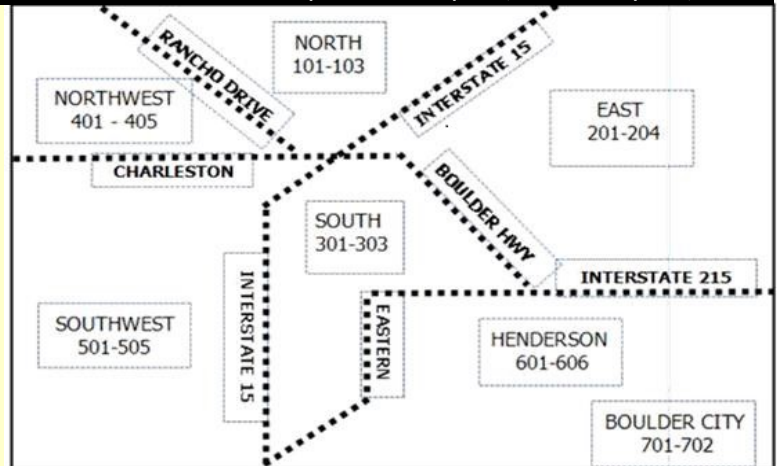 NORTH
101-103
RANCHO DRIVE
INTERSTATE 15
NORTHWEST
401 - 405
EAST
201-204
CHARLESTON
BOULDER HWY
SOUTH
301-303
INTERSTATE 215
INTERSTATE 15
EASTERN
SOUTHWEST
501-505
HENDERSON
601-606
BOULDER CITY
701-702